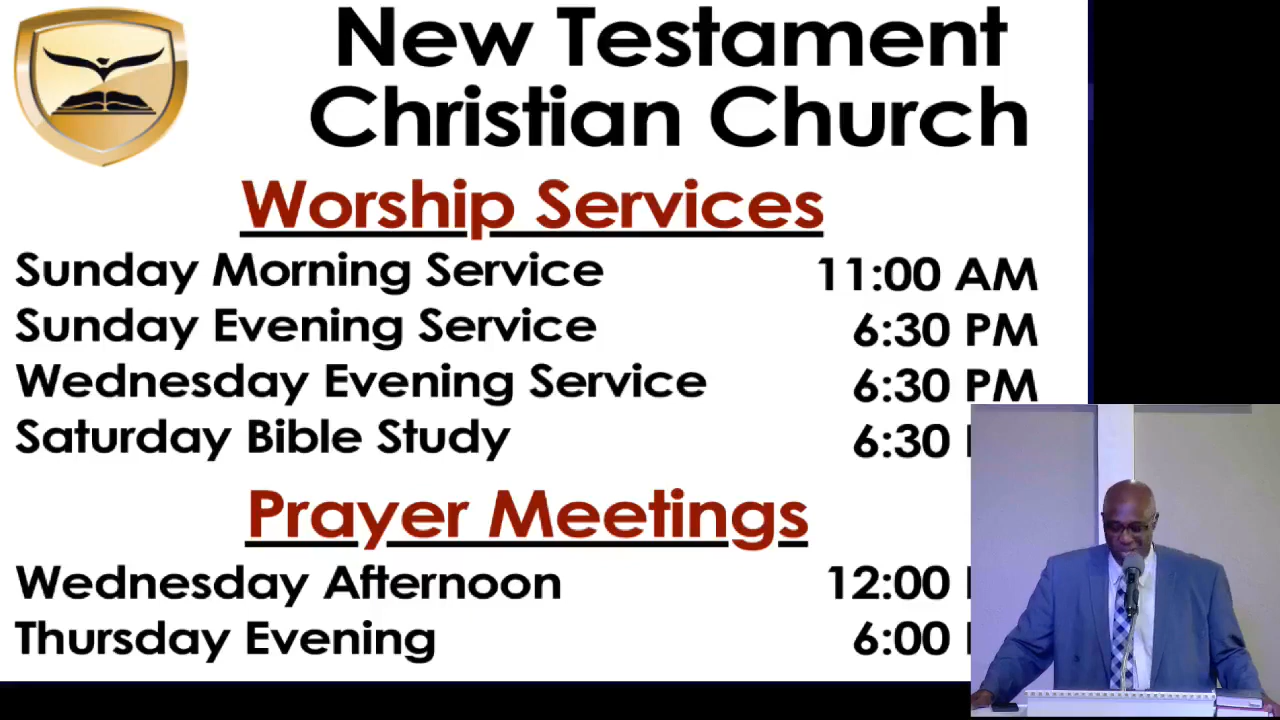 New Testament
Christian Church
Worship Services
Sunday Morning Service 11:00 AM
Sunday Evening Service 6:30 PM
Wednesday Evening Service 6:30 PM
Saturday Bible Study 6:30
Prayer Meetings
Wednesday Afternoon 12:00
Thursday Evening 6:00